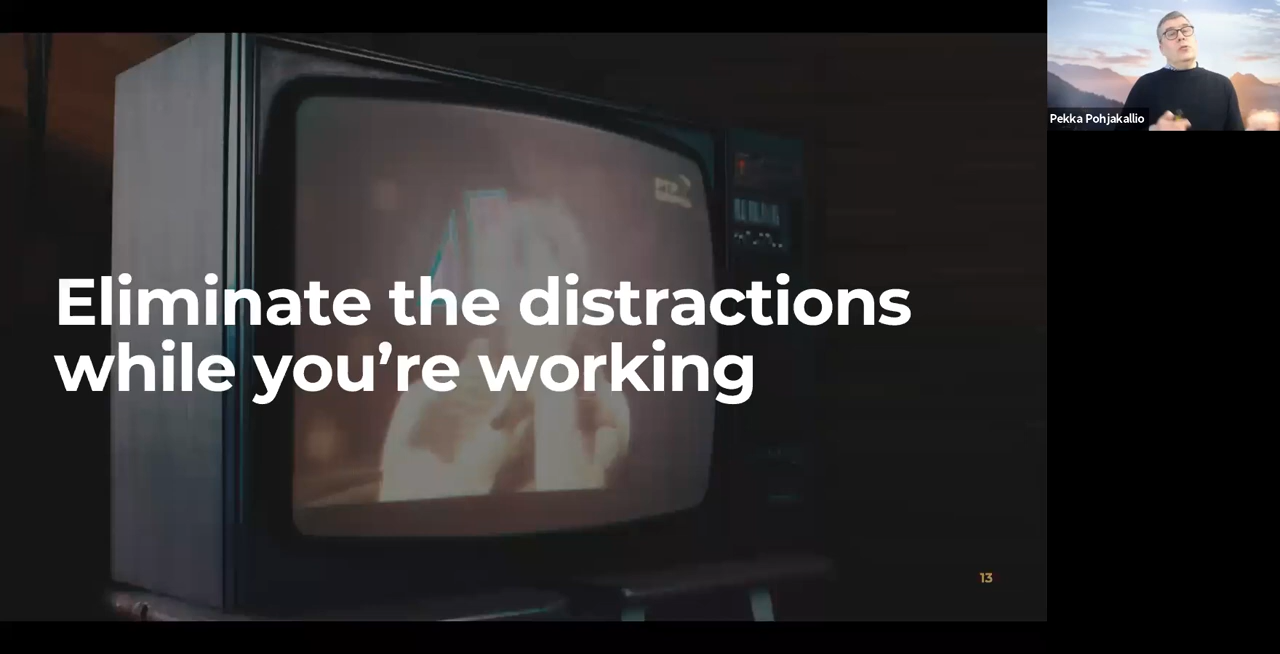 Pekka Pohjakallio
Eliminate the distractions
while you’re working
13